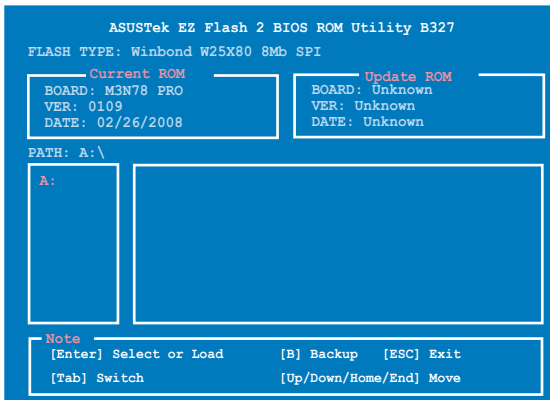 ASUSTek EZ Flash 2 BIOS ROM Utility B327
FLASH TYPE: Winbond W25X80 8Mb SPI
Current ROM
BOARD: M3N78 PRO
VER: 0109
DATE: 02/26/2008
Update ROM
BOARD: Unknown
VER: Unknown
DATE: Unknown
PATH: A:\
A:
Note
[Enter] Select or Load [B] Backup [ESC] Exit
[Tab] Switch [Up/Down/Home/End] Move